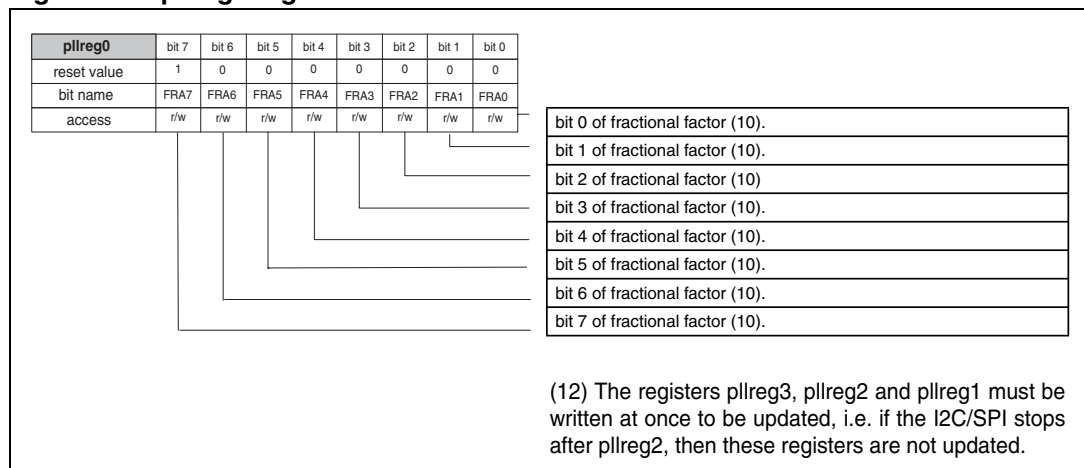 pllreg0 bit 7 bit 6 bit 5 bit 4 bit 3 bit 2 bit 1 bit 0
reset value 1 0 0 0 0 0 0 0
bit name FRA7 FRA6 FRA5 FRA4 FRA3 FRA2 FRA1 FRA0
access r/w r/w r/w r/w r/w r/w r/w r/w
bit 0 of fractional factor (10).
bit 1 of fractional factor (10).
bit 2 of fractional factor (10)
bit 3 of fractional factor (10).
bit 4 of fractional factor (10).
bit 5 of fractional factor (10).
bit 6 of fractional factor (10).
bit 7 of fractional factor (10).
(12) The registers pllreg3, pllreg2 and pllreg1 must be
written at once to be updated, i.e. if the I2C/SPI stops
after pllreg2, then these registers are not updated.